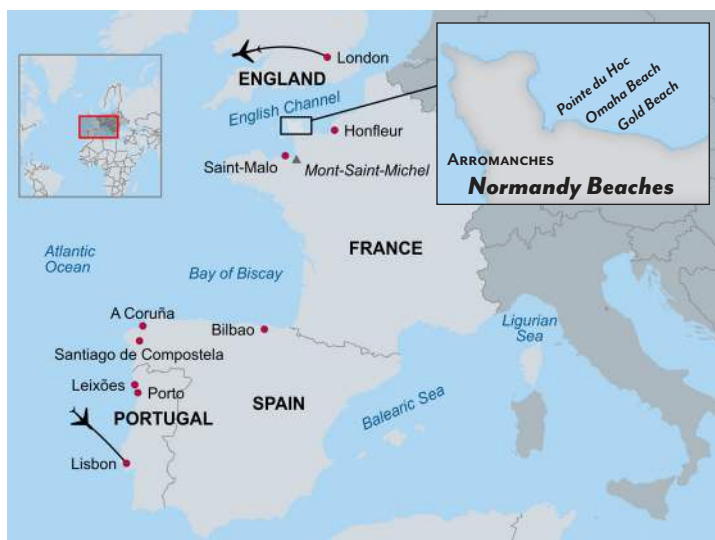 London
ENGLAND
English Channel
Honfleur
Saint-Malo
Mont-Saint-Michel
Pointe du Hoc
Omaha Beach
Gold Beach
ARROMANCHES
Normandy Beaches
FRANCE
Atlantic
Ocean
Bay of Biscay
A Coruña
Bilbao
Santiago de Compostela
Ligurian
Sea
Leixões
Porto
PORTUGAL
SPAIN
Balearic Sea
Lisbon